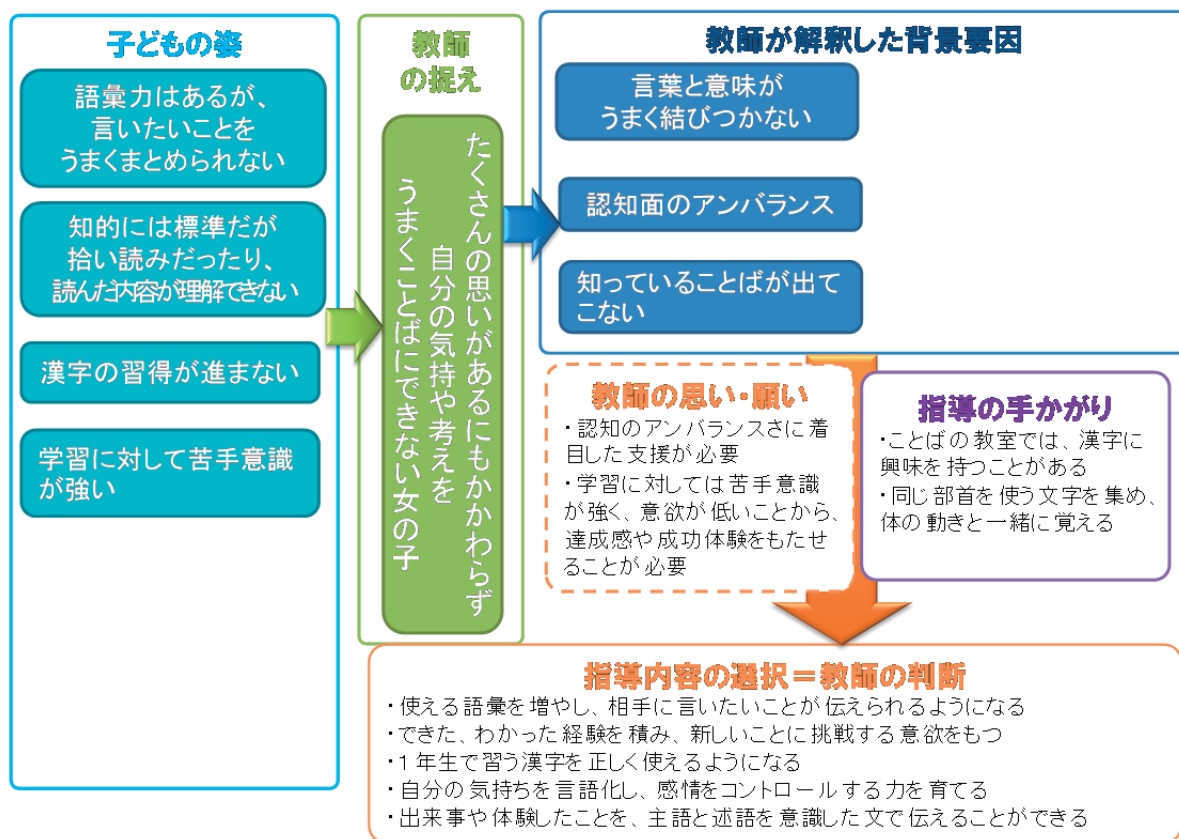 子どもの姿
語彙力はあるが、
言いたいことを
うまくまとめられない
知的には標準だが
拾い読みだったり、
読んだ内容が理解できない
漢字の習得が進まない
学習に対して苦手意識
が強い
教師
の捉え
たくさんの思いがあるにもかかわらず
自分の気持や考えを
うまくことばにできない女の子
教師が解釈した背景要因
言葉と意味が
うまく結びつかない
認知面のアンバランス
知っていることばが出て
こない
教師の思い・願い
・認知のアンバランスさに着
目した支援が必要
・学習に対しては苦手意識
が強く、意欲が低いことから、
達成感や成功体験をもたせ
ることが必要
指導の手かがり
・ことばの教室では、漢字に
興味を持つことがある
・同じ部首を使う文字を集め、
体の動きと一緒に覚える
指導内容の選択＝教師の判断
・使える語彙を増やし、相手に言いたいことが伝えられるようになる
・できた、わかった経験を積み、新しいことに挑戦する意欲をもつ
・1年生で習う漢字を正しく使えるようになる
・自分の気持ちを言語化し、感情をコントロールする力を育てる
・出来事や体験したことを、主語と述語を意識した文で伝えることができる